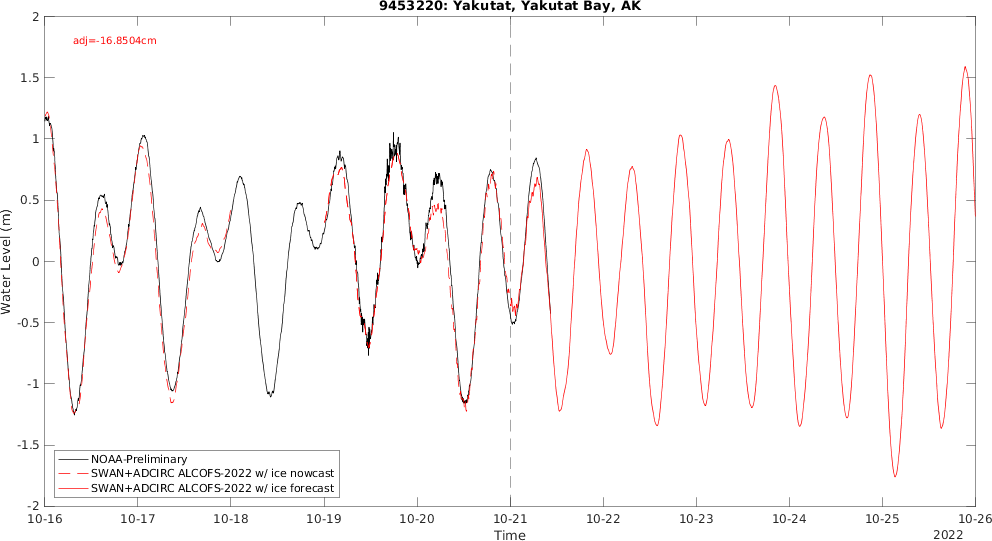 9453220: Yakutat, Yakutat Bay, AK
adj=-16.8504cm
Water Level (m)
2
1.5
1
0.5
0
-0.5
-1
-1.5
-2
NOAA-Preliminary
SWAN+ADCIRC ALCOFS-2022 w/ ice nowcast
SWAN+ADCIRC ALCOFS-2022 w/ ice forecast
10-16 10-17 10-18 10-19 10-20 10-21 10-22 10-23 10-24 10-25 10-26
Time
2022